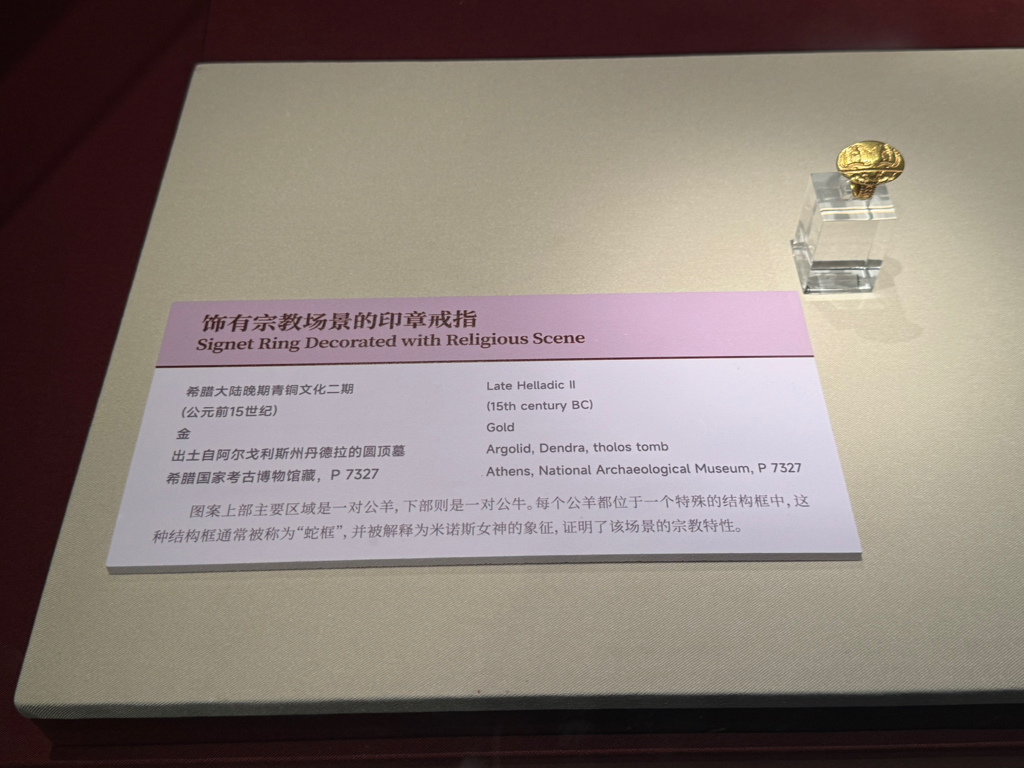 饰有宗教场景的印章戒指
Signet Ring Decorated with Religious Scene
希腊大陆晚期青铜文化二期
(公元前15世纪)
金
出土自阿尔戈利斯州丹德拉的圆顶墓
希腊国家考古博物馆藏, P 7327
Late Helladic II
(15th century BC)
Gold
Argolid, Dendra, tholos tomb
Athens, National Archaeological Museum, P 7327
图案上部主要区域是一对公羊, 下部则是一对公牛。每个公羊都位于一个特殊的结构框中, 这
种结构框通常被称为“蛇框”, 并被解释为米诺斯女神的象征, 证明了该场景的宗教特性。